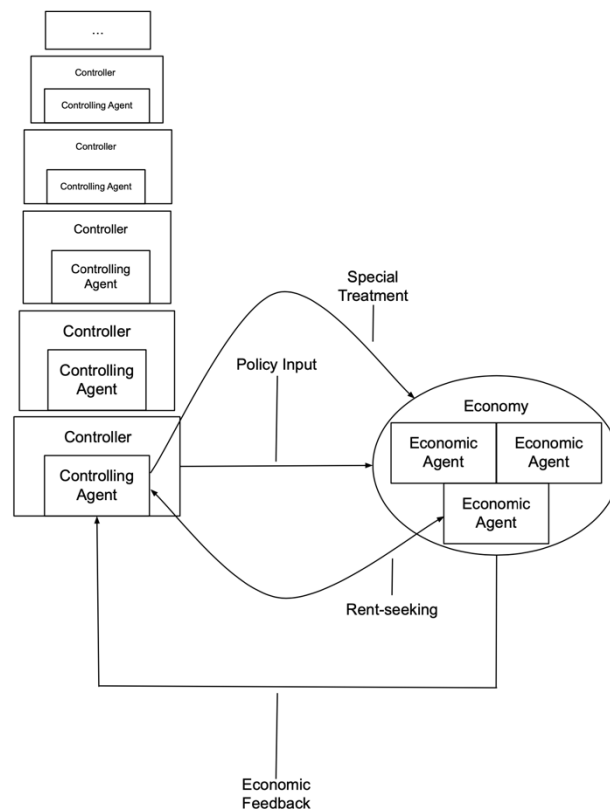 ...
Controller
Controlling Agent
Controller
Controlling Agent
Controller
Controlling
Agent
Special
Treatment
Controller
Controlling
Agent
Policy Input
Controller
Controlling
Agent
Economy
Economic
Agent
Economic
Agent
Economic
Agent
Rent-seeking
Economic
Feedback